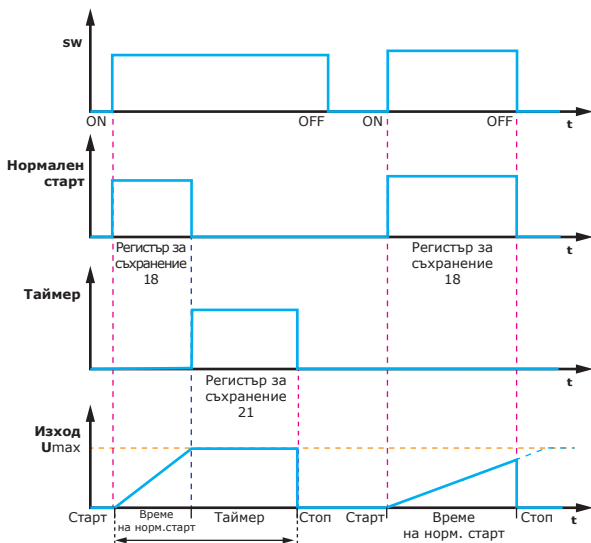 sw
ON
OFF
ON
OFF
t
Нормален
старт
t
Регистър за
съхранение
18
Регистър за
съхранение
18
Таймер
t
Регистър за
съхранение
21
Изход
Umax
Старт
Време
на норм.старт
Таймер
Стоп
Старт
Време
на норм. старт
Стоп
t